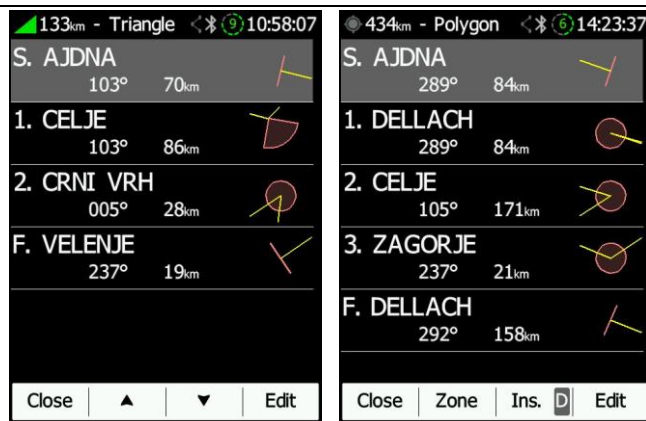 133km - Triangle 9 10:58:07
S. AJDNA
103° 70km
1. CELJE
103° 86km
2. CRNI VRH
005° 28km
F. VELENJE
237° 19km
Close Edit
434km - Polygon 6 14:23:37
S. AJDNA
289° 84km
1. DELLACH
289° 84km
2. CELJE
105° 171km
3. ZAGORJE
237° 21km
F. DELLACH
292° 158km
Close Zone Ins. D Edit